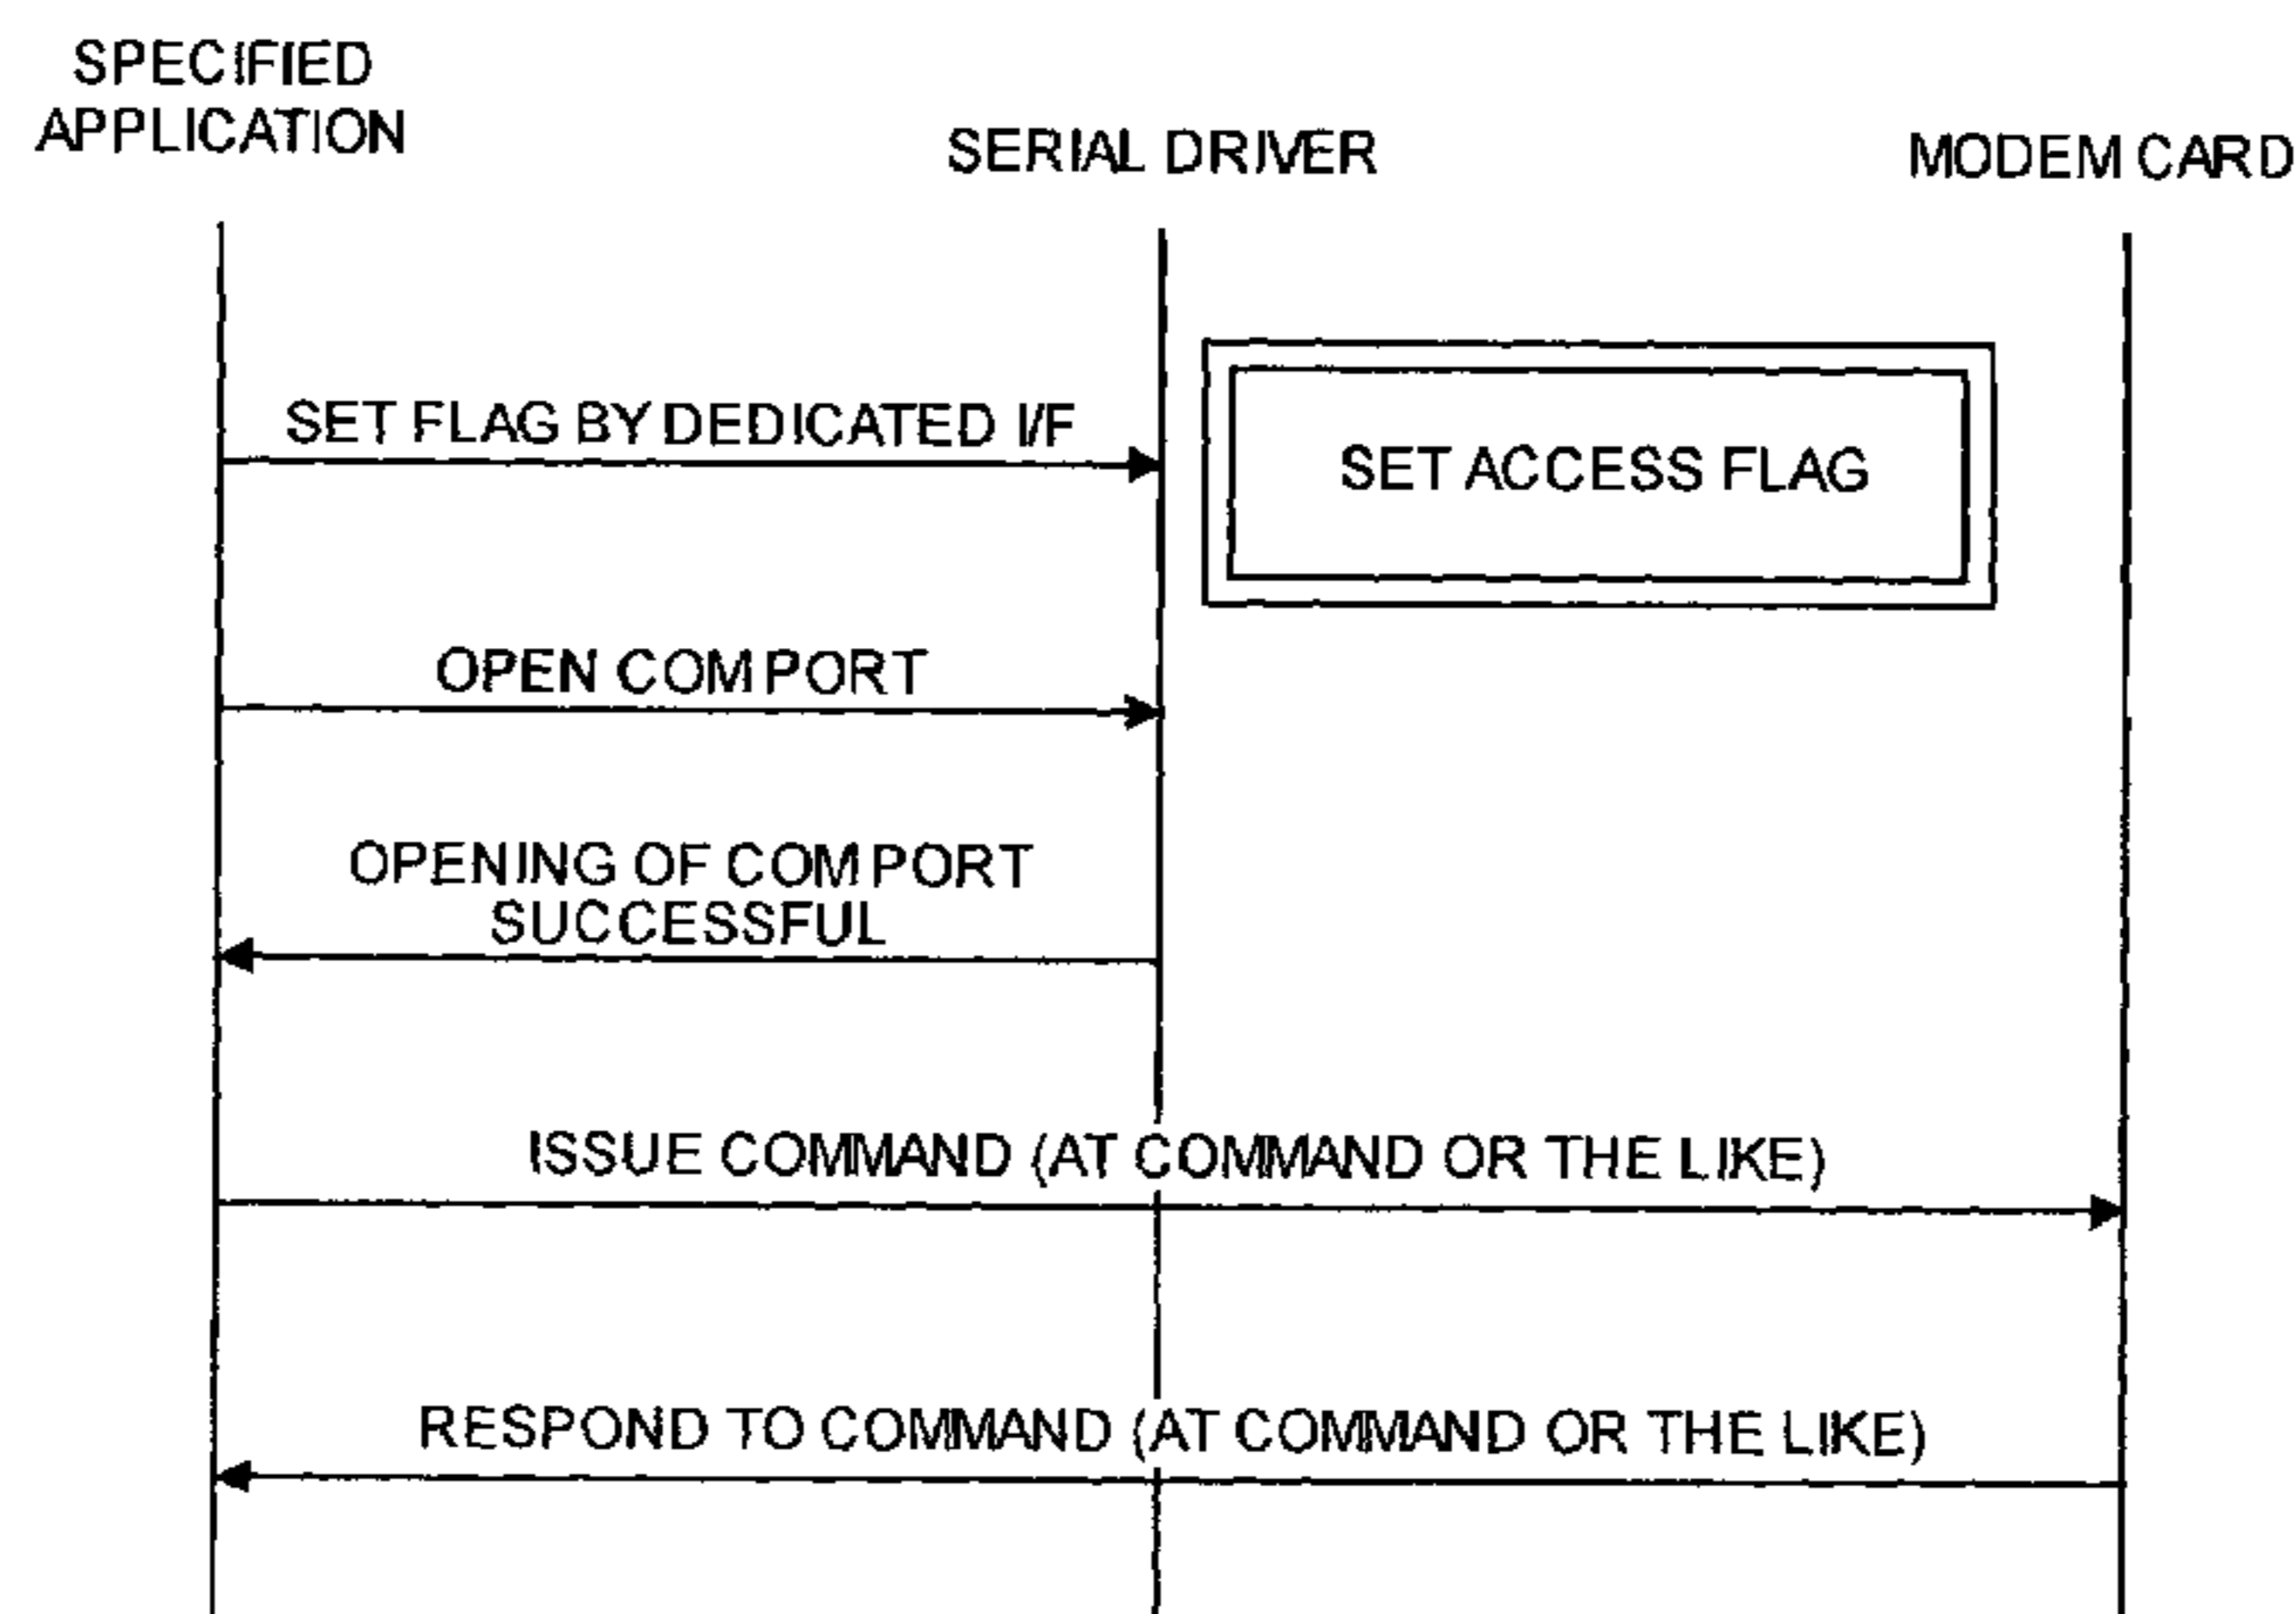 SPECIFIED
APPLICATION
SERIAL DRIVER
MODEM CARD
SET FLAG BY DEDICATED I/F
SET ACCESS FLAG
OPEN COM PORT
OPENING OF COM PORT
SUCCESSFUL
ISSUE COMMAND (AT COMMAND OR THE LIKE)
RESPOND TO COMMAND (AT COMMAND OR THE LIKE)